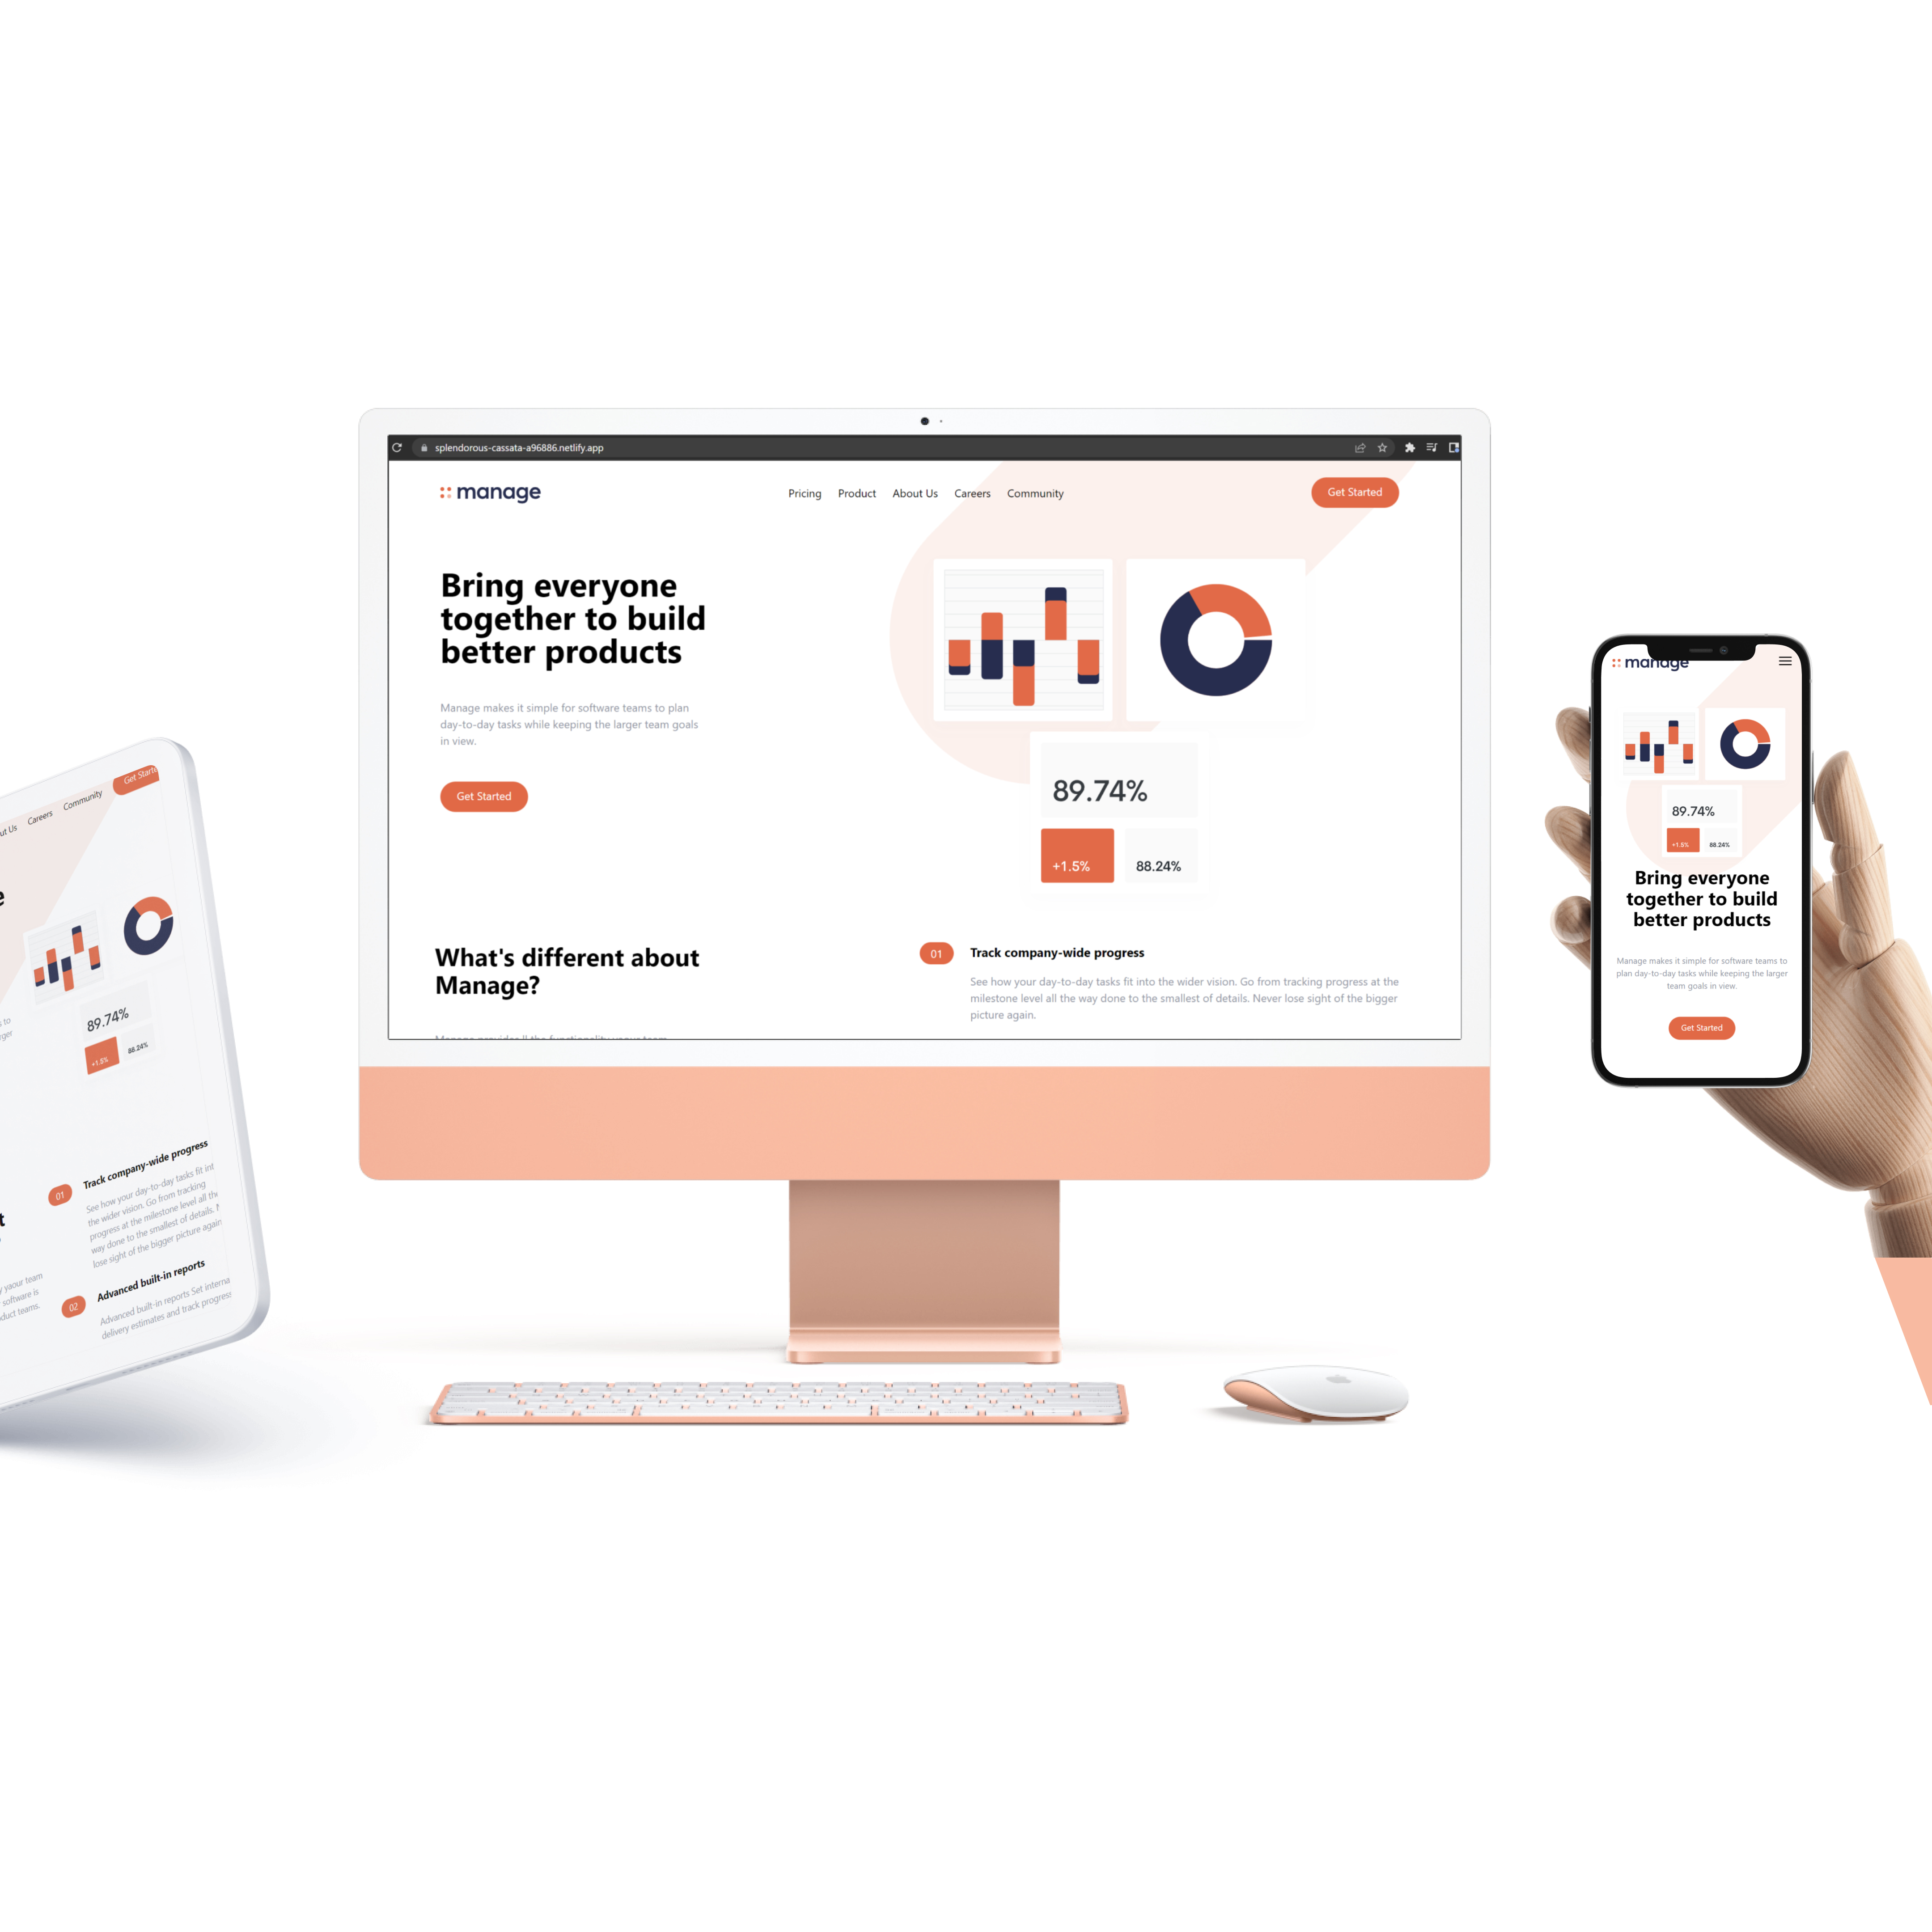 splendorous-cassata-a96886.netlify.app
manage
Pricing Product About Us Careers Community
Get Started
Bring everyone
together to build
better products
Manage makes it simple for software teams to plan
day-to-day tasks while keeping the larger team goals
in view.
Get Started
89.74%
+1.5%
88.24%
What's different about
Manage?
01
Track company-wide progress
See how your day-to-day tasks fit into the wider vision. Go from tracking progress at the
milestone level all the way done to the smallest of details. Never lose sight of the bigger
picture again.
ut Us Careers Community
Get Start
89.74%
+1.5%
88.24%
to
rger
01
Track company-wide progress
See how your day-to-day tasks fit int
the wider vision. Go from tracking
progress at the milestone level all the
way done to the smallest of details.
lose sight of the bigger picture again
yaour team
software is
duct teams.
02
Advanced built-in reports
Advanced built-in reports Set interna
delivery estimates and track progress
manage
89.74%
+1.5%
88.24%
Bring everyone
together to build
better products
Manage makes it simple for software teams to
plan day-to-day tasks while keeping the larger
team goals in view.
Get Started